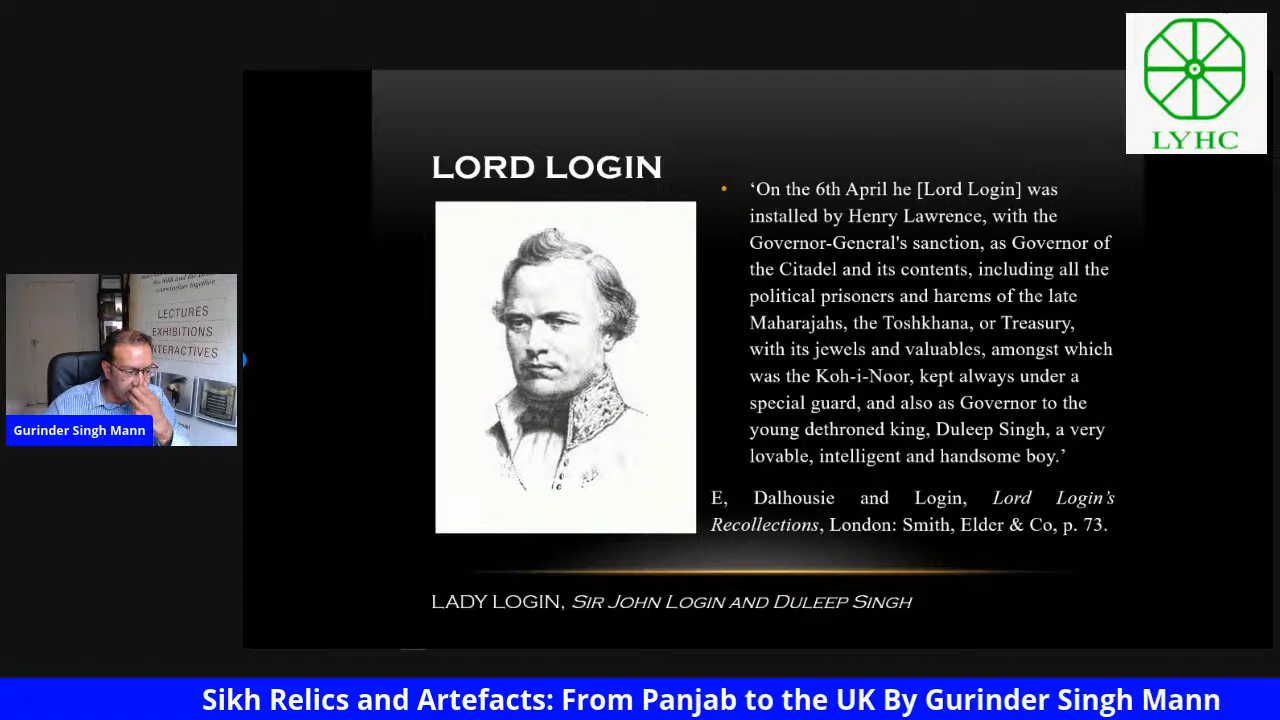 LYHC
LORD LOGIN
• ‘On the 6th April he [Lord Login] was
installed by Henry Lawrence, with the
Governor-General's sanction, as Governor of
the Citadel and its contents, including all the
political prisoners and harems of the late
Maharajahs, the Toshkhana, or Treasury,
with its jewels and valuables, amongst which
was the Koh-i-Noor, kept always under a
special guard, and also as Governor to the
young dethroned king, Duleep Singh, a very
lovable, intelligent and handsome boy.’
E, Dalhousie and Login, Lord Login’s
Recollections, London: Smith, Elder & Co, p. 73.
LADY LOGIN, SIR JOHN LOGIN AND DULEEP SINGH
the Sikh and the
communities together.
LECTURES
EXHIBITIONS
INTERACTIVES
Gurinder Singh Mann
Sikh Relics and Artefacts: From Panjab to the UK By Gurinder Singh Mann